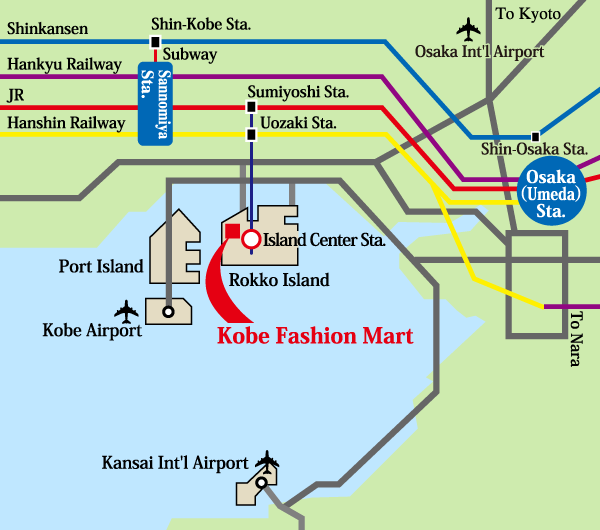 To Kyoto
Shinkansen
Shin-Kobe Sta.
Osaka Int'l Airport
Subway
Hankyu Railway
Sannomiya
Sta.
JR
Sumiyoshi Sta.
Hanshin Railway
Uozaki Sta.
Shin-Osaka Sta.
Osaka
(Umeda)
Sta.
Island Center Sta.
Port Island
Rokko Island
Kobe Airport
Kobe Fashion Mart
To Nara
Kansai Int'l Airport